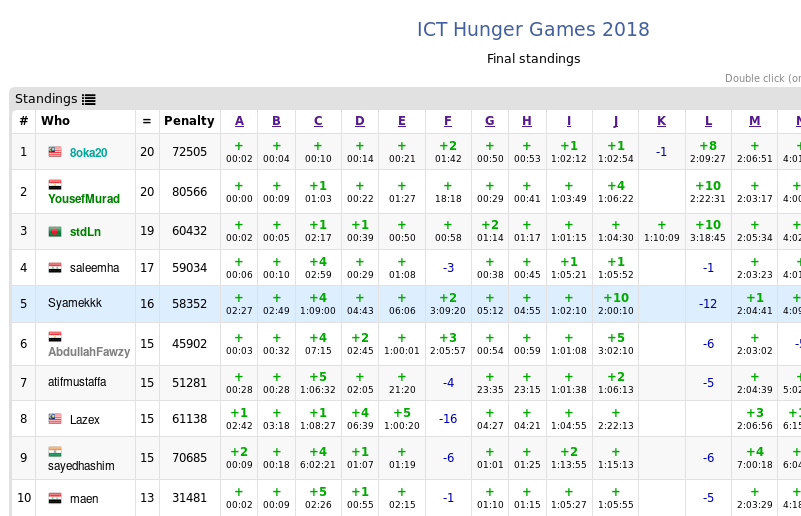 ICT Hunger Games 2018
Final standings
Double click (or
Standings
# Who = Penalty A B C D E F G H I J K L M N
1 8oka20 20 72505 + 00:02 + 00:04 + 00:10 + 00:14 + 00:21 +2 01:42 + 00:50 + 00:53 +1 1:02:12 +1 1:02:54 -1 +8 2:09:27 + 2:06:51 + 4:01
2 YousefMurad 20 80566 + 00:00 + 00:09 +1 01:03 + 00:22 + 01:27 + 18:18 + 00:29 + 00:41 + 1:03:49 +4 1:06:22 +10 2:22:31 + 2:03:17 + 4:00
3 stdLn 19 60432 + 00:02 + 00:05 +1 02:17 +1 00:39 + 00:50 + 00:58 +2 01:14 + 01:17 + 1:01:15 + 1:04:30 + 1:10:09 +10 3:18:45 + 2:05:34 + 4:02
4 saleemha 17 59034 + 00:06 + 00:10 +4 02:59 + 00:29 + 01:08 -3 + 00:38 + 00:45 +1 1:05:21 +1 1:05:52 -1 + 2:03:23 + 4:01
5 Syamekkk 16 58352 + 02:27 + 02:49 +4 1:09:00 + 04:43 + 06:06 +2 3:09:20 + 05:12 + 04:55 + 1:02:10 +10 2:00:10 -12 +1 2:04:41 + 4:09
6 AbdullahFawzy 15 45902 + 00:03 + 00:32 +4 07:15 +2 02:45 + 1:00:01 +3 2:05:57 + 00:54 + 00:59 + 1:01:08 +5 3:02:10 -6 + 2:03:02
7 atifmustaffa 15 51281 + 00:28 + 00:28 +5 1:06:32 + 02:05 + 21:20 -4 + 23:35 + 23:15 + 1:01:38 +2 1:06:13 -5 + 2:04:39 + 5:02
8 Lazex 15 61138 +1 02:42 + 03:18 +1 1:08:27 +4 06:39 +5 1:00:20 -16 + 04:27 + 04:21 + 1:04:55 + 2:22:13 +3 2:06:56 6:15
9 sayedhashim 15 70685 +2 00:09 + 00:18 +4 6:02:21 +1 01:07 + 01:19 -6 + 01:01 + 01:25 +2 1:13:55 + 1:15:13 -6 +4 7:00:18 + 6:04
10 maen 13 31481 + 00:02 + 00:09 +5 02:26 +1 00:55 + 02:15 -1 + 01:10 + 01:15 + 1:05:27 + 1:05:55 -5 + 2:03:29 + 4:18